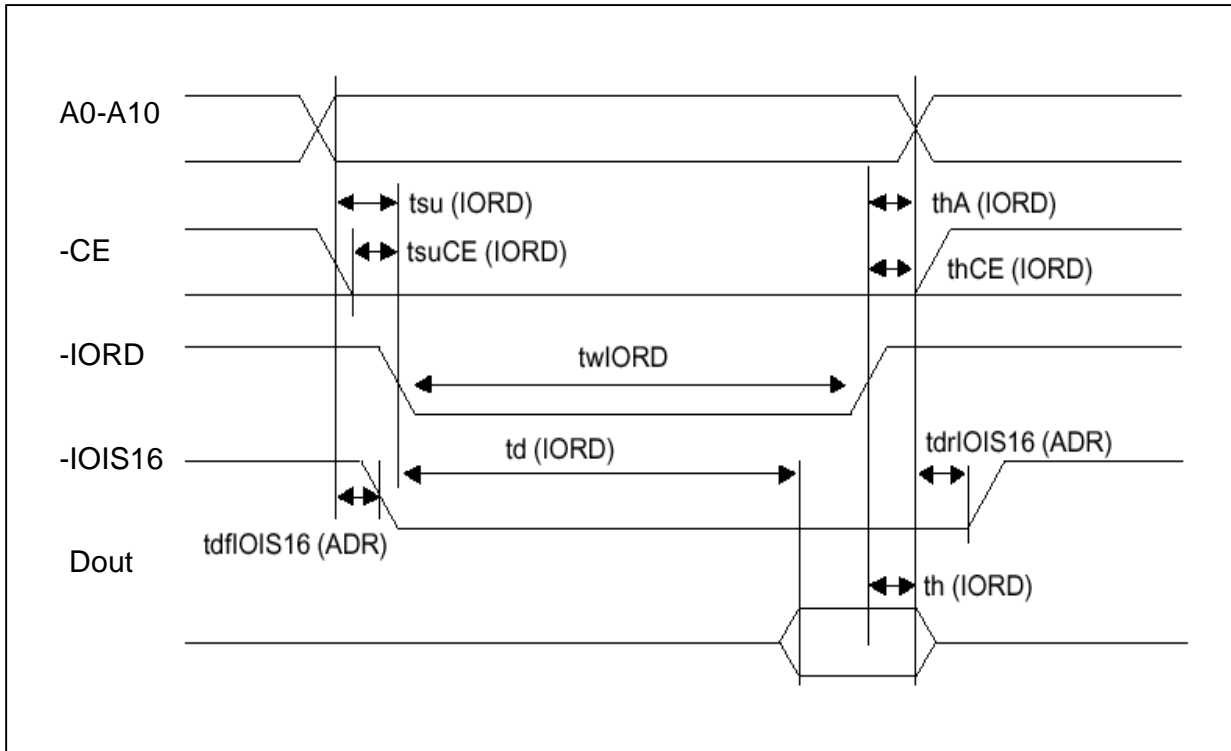 A0-A10
tsu (IORD)
thA (IORD)
-CE
tsuCE (IORD)
thCE (IORD)
-IORD
twIORD
-IOIS16
td (IORD)
tdrIOIS16 (ADR)
tdfIOIS16 (ADR)
Dout
th (IORD)